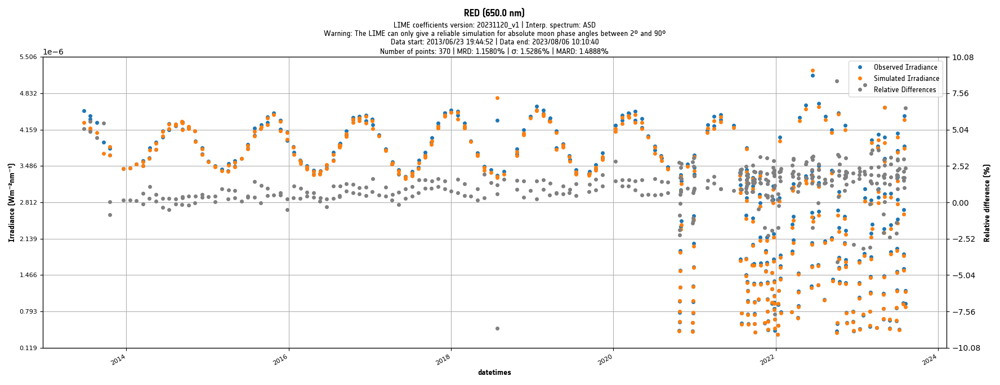 RED (650.0 nm)
LIME coefficients version: 20231120_v1 | Interp. spectrum: ASD
Warning: The LIME can only give a reliable simulation for absolute moon phase angles between 2º and 90º
Data start: 2013/06/23 19:44:52 | Data end: 2023/08/06 10:10:40
Number of points: 370 | MRD: 1.1580% | σ: 1.5286% | MARD: 1.4888%
1e−6
5.506
4.832
4.159
3.486
2.812
2.139
1.466
0.793
0.119
Irradiance (Wm⁻²nm⁻¹)
Observed Irradiance
Simulated Irradiance
Relative Differences
10.08
7.56
5.04
2.52
0.00
−2.52
−5.04
−7.56
−10.08
Relative difference (%)
2014
2016
2018
2020
2022
2024
datetimes